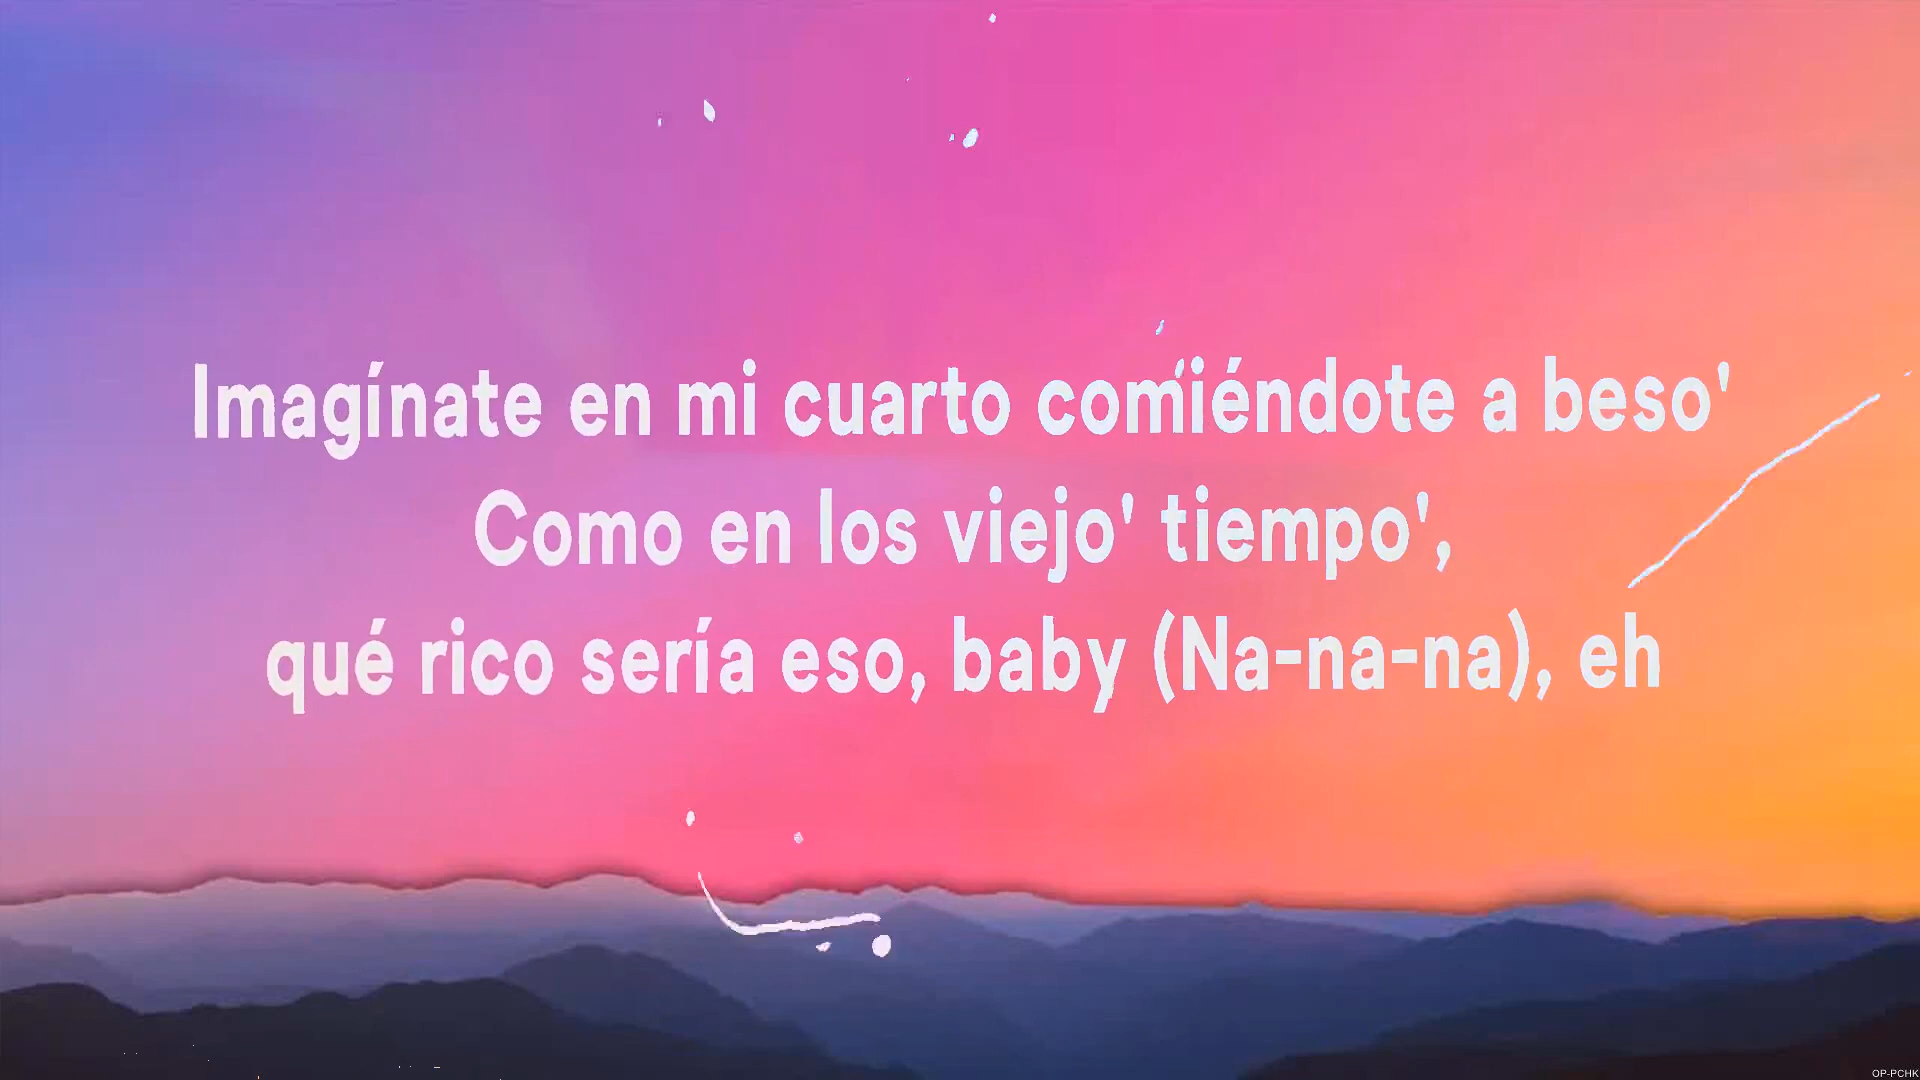 Imagínate en mi cuarto comiéndote a beso'
Como en los viejo' tiempo',
qué rico sería eso, baby (Na-na-na), eh
OP-PCHK